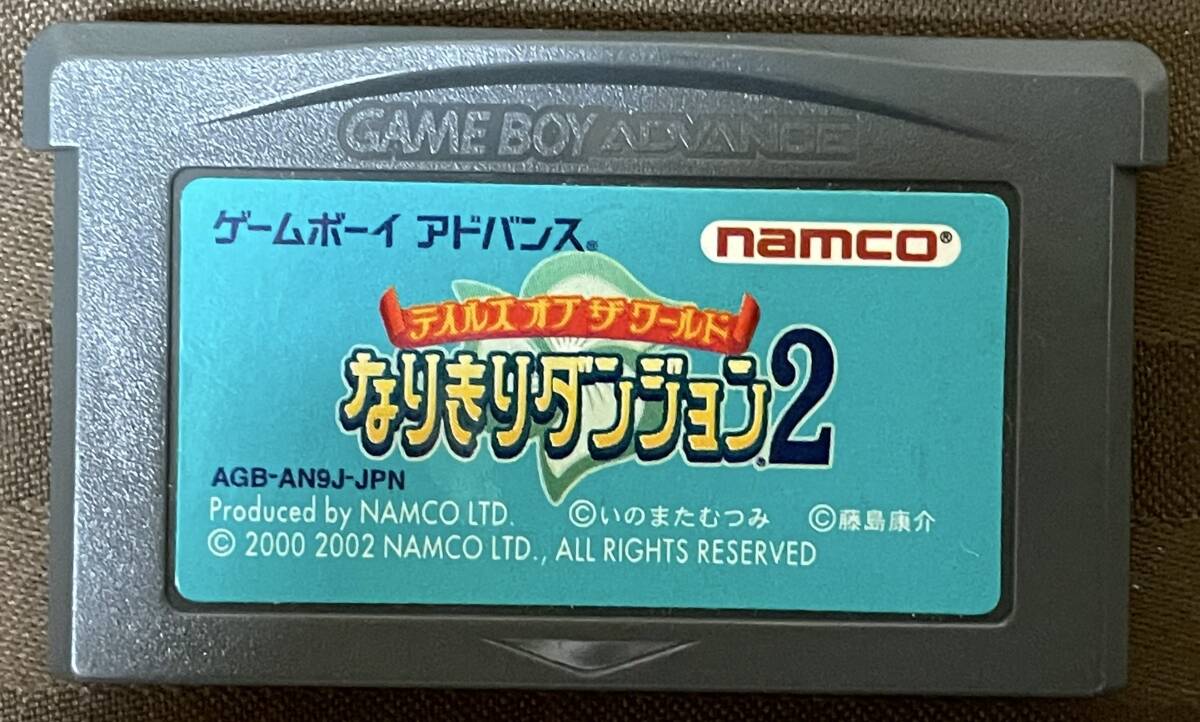 GAME BOY ADVANCE
ゲームボーイ アドバンス®
namco®
テイルズ オブ ザ ワールド
なりきりダンジョン2
AGB-AN9J-JPN
Produced by NAMCO LTD. ©いのまたむつみ ©藤島康介
© 2000 2002 NAMCO LTD., ALL RIGHTS RESERVED